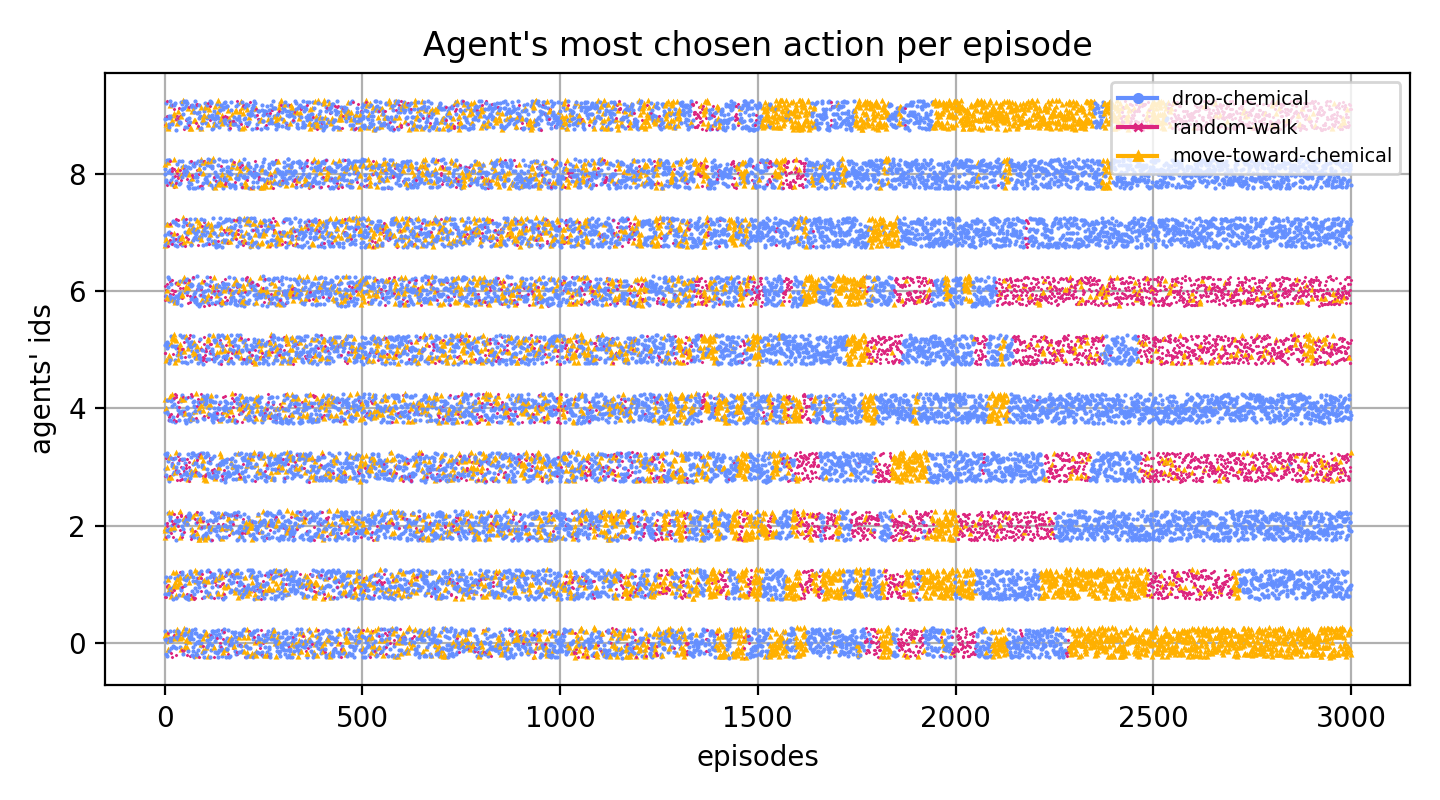 Agent's most chosen action per episode
drop-chemical
random-walk
move-toward-chemical
agents' ids
8
6
4
2
0
0 500 1000 1500 2000 2500 3000
episodes